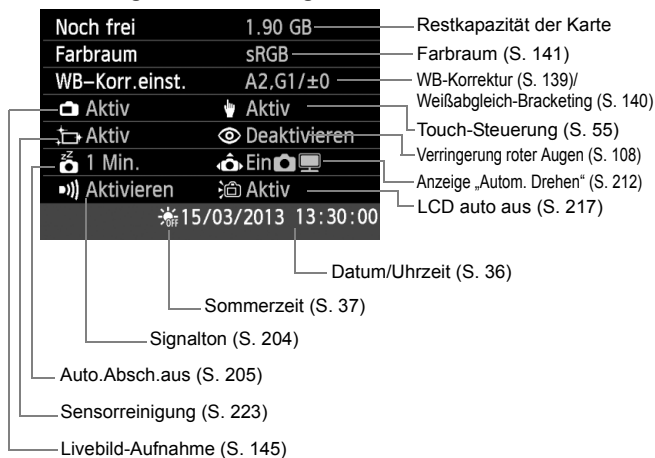 Noch frei 1.90 GB
Restkapazität der Karte
Farbraum sRGB
Farbraum (S. 141)
WB-Korr.einst. A2,G1/±0
WB-Korrektur (S. 139)/
Weißabgleich-Bracketing (S. 140)
Aktiv Aktiv
Touch-Steuerung (S. 55)
Aktiv Deaktivieren
Verringerung roter Augen (S. 108)
zz 1 Min. Ein
Anzeige „Autom. Drehen“ (S. 212)
Aktivieren Aktiv
LCD auto aus (S. 217)
OFF 15/03/2013 13:30:00
Datum/Uhrzeit (S. 36)
Sommerzeit (S. 37)
Signalton (S. 204)
Auto.Absch.aus (S. 205)
Sensorreinigung (S. 223)
Livebild-Aufnahme (S. 145)